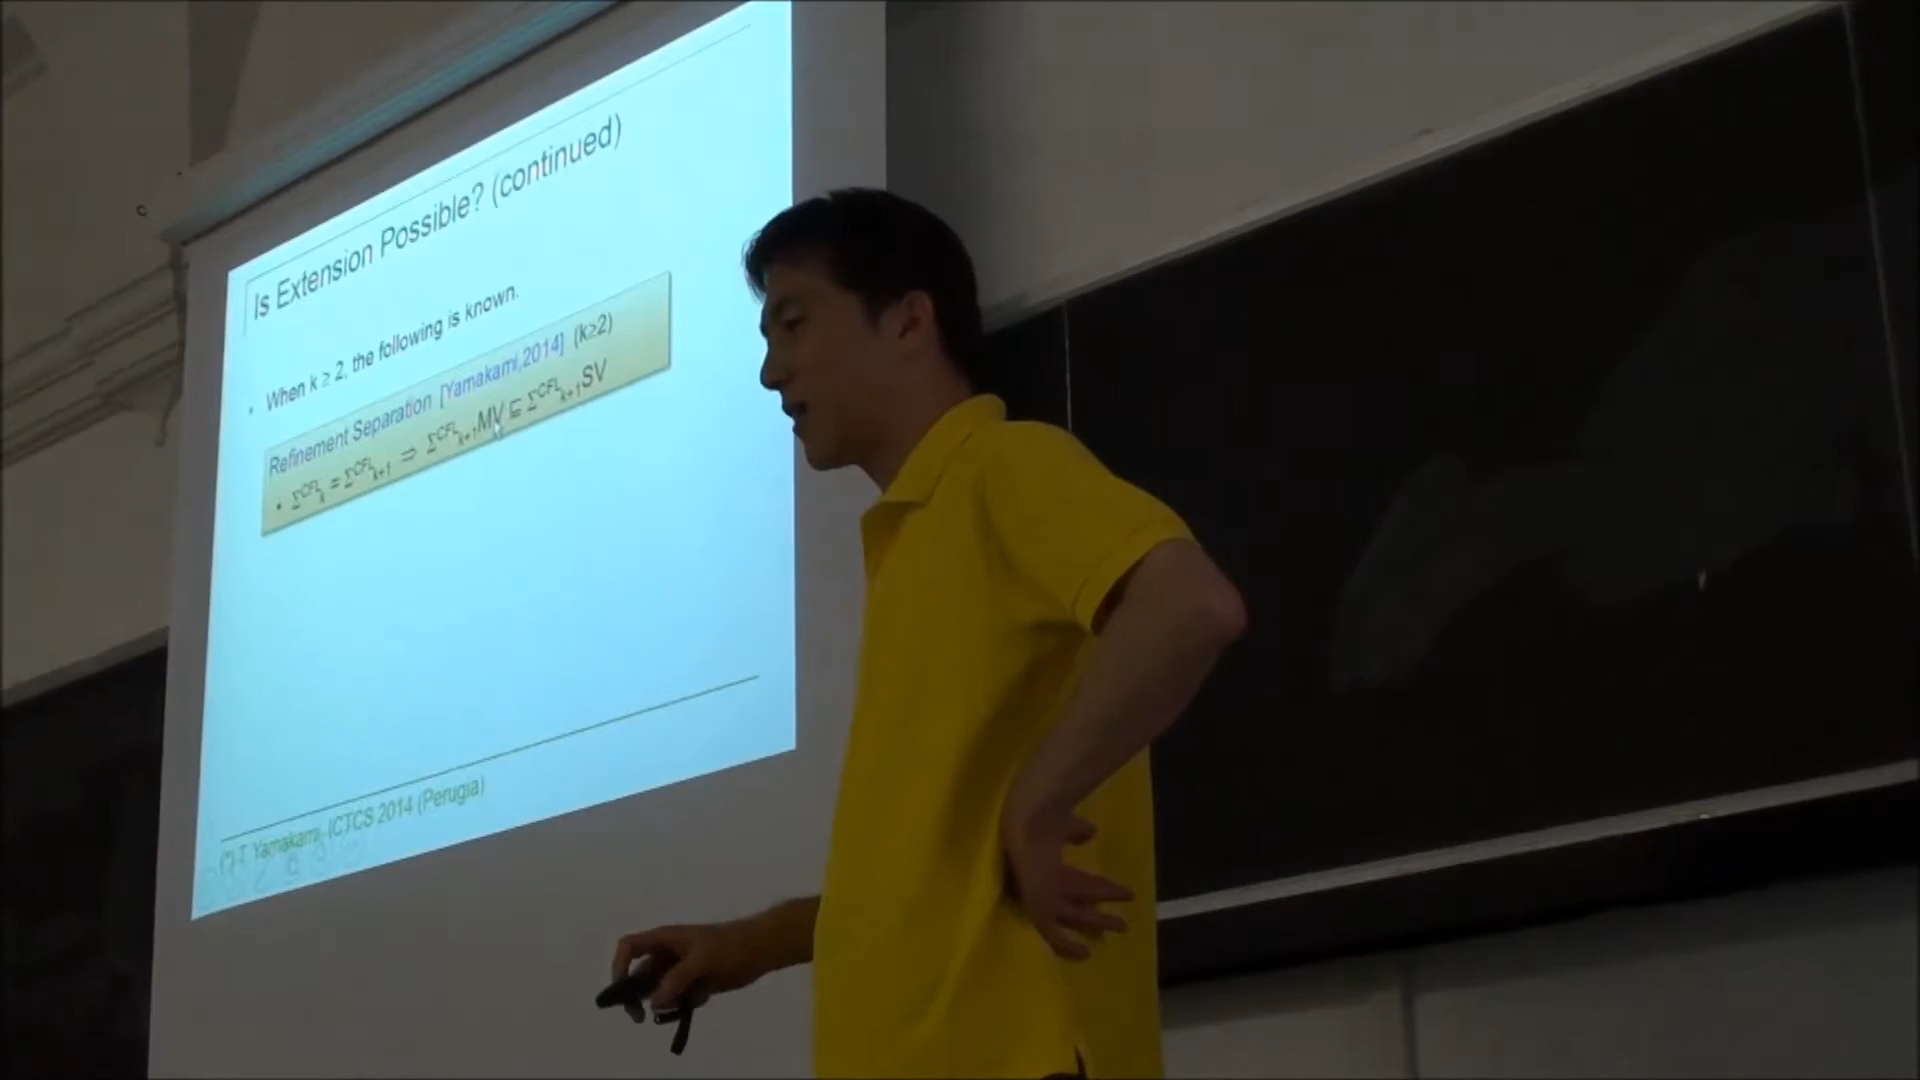 Is Extension Possible? (continued)
• When k ≥ 2, the following is known.
Refinement Separation [Yamakami,2014] (k≥2)
• Σ^CFL_k = Σ^CFL_k+1 ⇒ Σ^CFL_k+1MV ⊑ Σ^CFL_k+1SV
(*) T. Yamakami, ICTCS 2014 (Perugia)